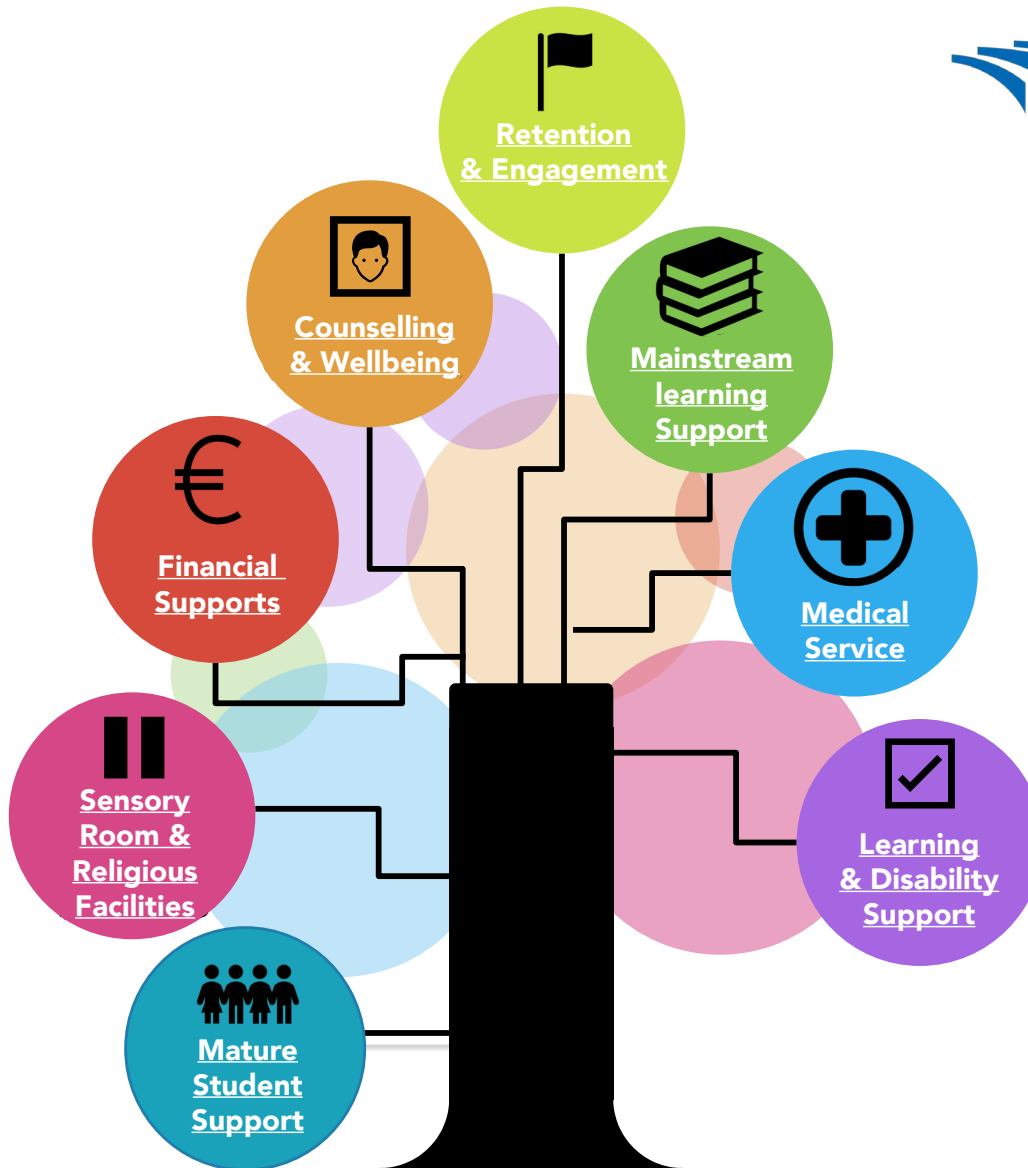 Retention
& Engagement
Counselling
& Wellbeing
Mainstream
learning
Support
Financial
Supports
Medical
Service
Sensory
Room &
Religious
Facilities
Learning
& Disability
Support
Mature
Student
Support